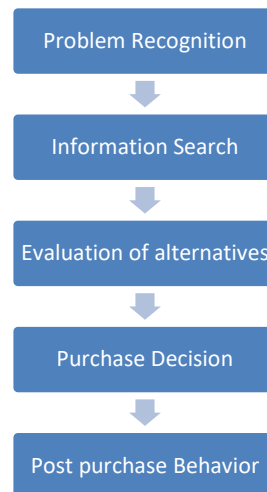 Problem Recognition
Information Search
Evaluation of alternatives
Purchase Decision
Post purchase Behavior